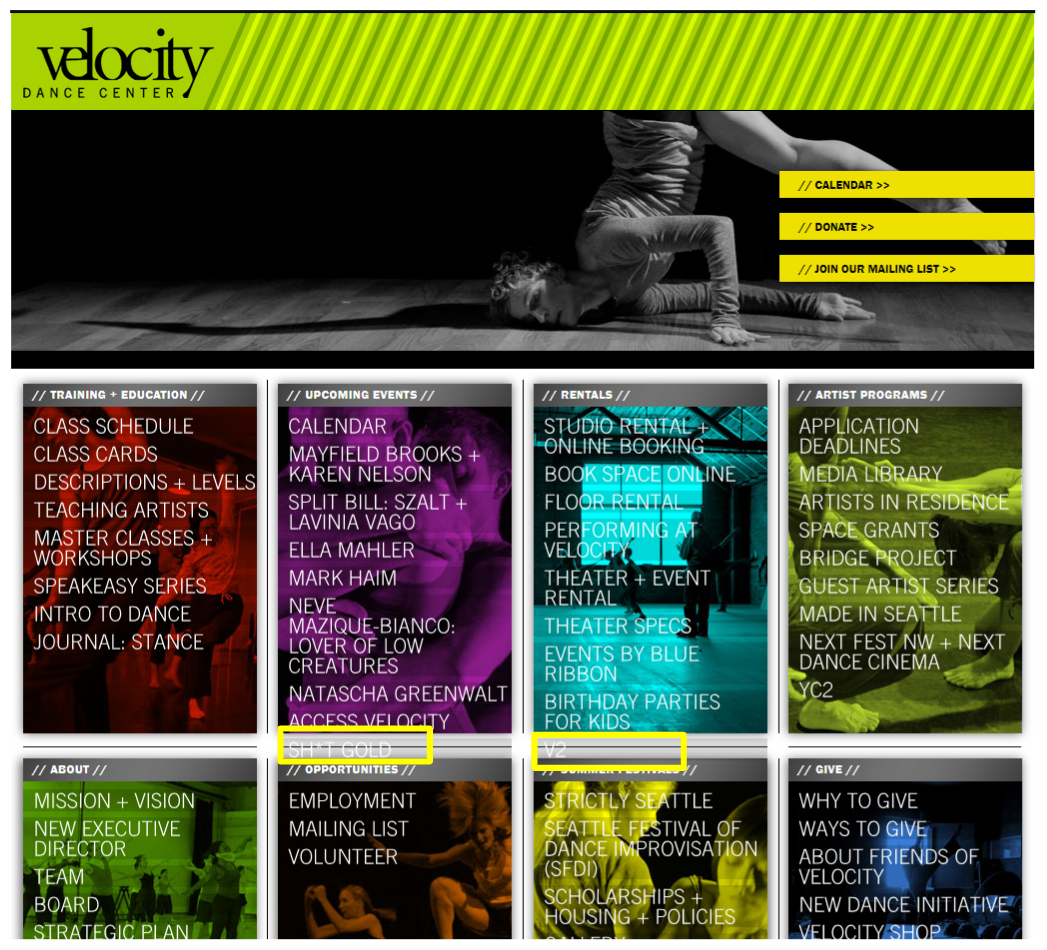 velocity
DANCE CENTER
// CALENDAR >>
// DONATE >>
// JOIN OUR MAILING LIST >>
// TRAINING + EDUCATION //
CLASS SCHEDULE
CLASS CARDS
DESCRIPTIONS + LEVELS
TEACHING ARTISTS
MASTER CLASSES +
WORKSHOPS
SPEAKEASY SERIES
INTRO TO DANCE
JOURNAL: STANCE
// UPCOMING EVENTS //
CALENDAR
MAYFIELD BROOKS +
KAREN NELSON
SPLIT BILL: SZALT +
LAVINIA VAGO
ELLA MAHLER
MARK HAIM
NEVE
MAZIQUE-BIANCO:
LOVER OF LOW
CREATURES
NATASCHA GREENWALT
ACCESS VELOCITY
SH*T GOLD
// RENTALS //
STUDIO RENTAL +
ONLINE BOOKING
BOOK SPACE ONLINE
FLOOR RENTAL
PERFORMING AT
VELOCITY
THEATER + EVENT
RENTAL
THEATER SPECS
EVENTS BY BLUE
RIBBON
BIRTHDAY PARTIES
FOR KIDS
V2
// ARTIST PROGRAMS //
APPLICATION
DEADLINES
MEDIA LIBRARY
ARTISTS IN RESIDENCE
SPACE GRANTS
BRIDGE PROJECT
GUEST ARTIST SERIES
MADE IN SEATTLE
NEXT FEST NW + NEXT
DANCE CINEMA
YC2
// ABOUT //
MISSION + VISION
NEW EXECUTIVE
DIRECTOR
TEAM
BOARD
STRATEGIC PLAN
// OPPORTUNITIES //
EMPLOYMENT
MAILING LIST
VOLUNTEER
// SUMMER FESTIVALS //
STRICTLY SEATTLE
SEATTLE FESTIVAL OF
DANCE IMPROVISATION
(SFDI)
SCHOLARSHIPS +
HOUSING + POLICIES
GALLERY
// GIVE //
WHY TO GIVE
WAYS TO GIVE
ABOUT FRIENDS OF
VELOCITY
NEW DANCE INITIATIVE
VELOCITY SHOP